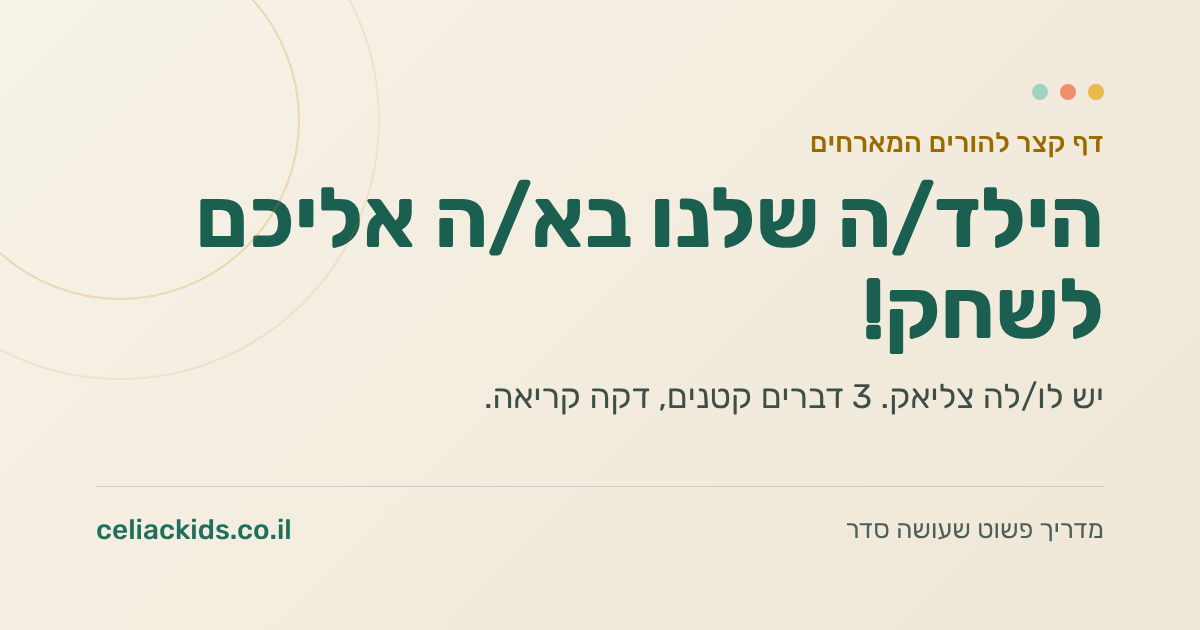 דף קצר להורים המארחים
הילד/ה שלנו בא/ה אליכם
לשחק!
יש לו/לה צליאק. 3 דברים קטנים, דקה קריאה.
מדריך פשוט שעושה סדר
celiackids.co.il